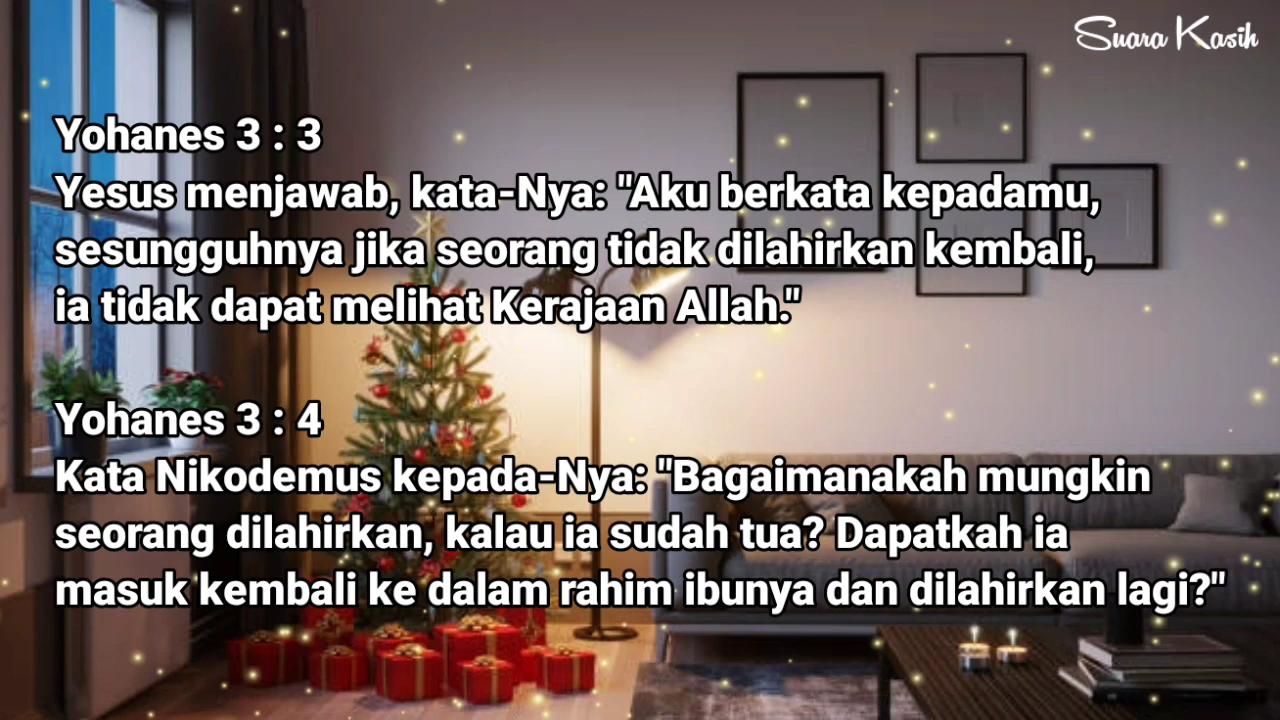 Suara Kasih
Yohanes 3 : 3
Yesus menjawab, kata-Nya: "Aku berkata kepadamu,
sesungguhnya jika seorang tidak dilahirkan kembali,
ia tidak dapat melihat Kerajaan Allah."
Yohanes 3 : 4
Kata Nikodemus kepada-Nya: "Bagaimanakah mungkin
seorang dilahirkan, kalau ia sudah tua? Dapatkah ia
masuk kembali ke dalam rahim ibunya dan dilahirkan lagi?"